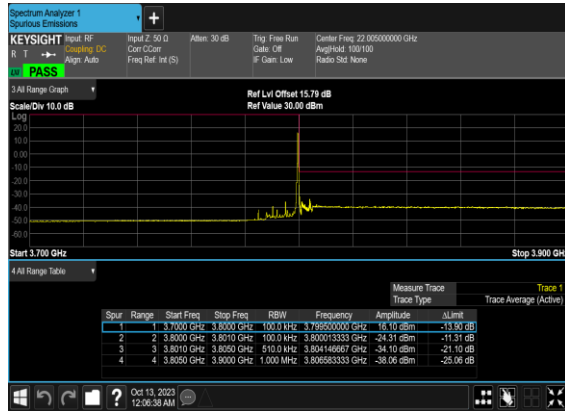 Spectrum Analyzer 1
Spurious Emissions
KEYSIGHT Input: RF Input Z: 50 Ω Atten: 30 dB Trig: Free Run Center Freq: 22.005000000 GHz
R T Coupling: DC Corr CCorr Gate: Off Avg|Hold: 100/100
Align: Auto Freq Ref: Int (S) IF Gain: Low Radio Std: None
PASS
3 All Range Graph Ref Lvl Offset 15.79 dB
Scale/Div 10.0 dB Ref Value 30.00 dBm
Log
20.0
10.0
0.00
-10.0
-20.0
-30.0
-40.0
-50.0
-60.0
Start 3.700 GHz Stop 3.900 GH
4 All Range Table
Measure Trace Trace 1
Trace Type Trace Average (Active)
Spur Range Start Freq Stop Freq RBW Frequency Amplitude ΔLimit
1 1 3.7000 GHz 3.8000 GHz 100.0 kHz 3.799500000 GHz 16.10 dBm -13.90 dB
2 2 3.8000 GHz 3.8010 GHz 100.0 kHz 3.800013333 GHz -24.31 dBm -11.31 dB
3 3 3.8010 GHz 3.8050 GHz 510.0 kHz 3.804146667 GHz -34.10 dBm -21.10 dB
4 4 3.8050 GHz 3.9000 GHz 1.000 MHz 3.806583333 GHz -38.06 dBm -25.06 dB
Oct 13, 2023
12:06:38 AM